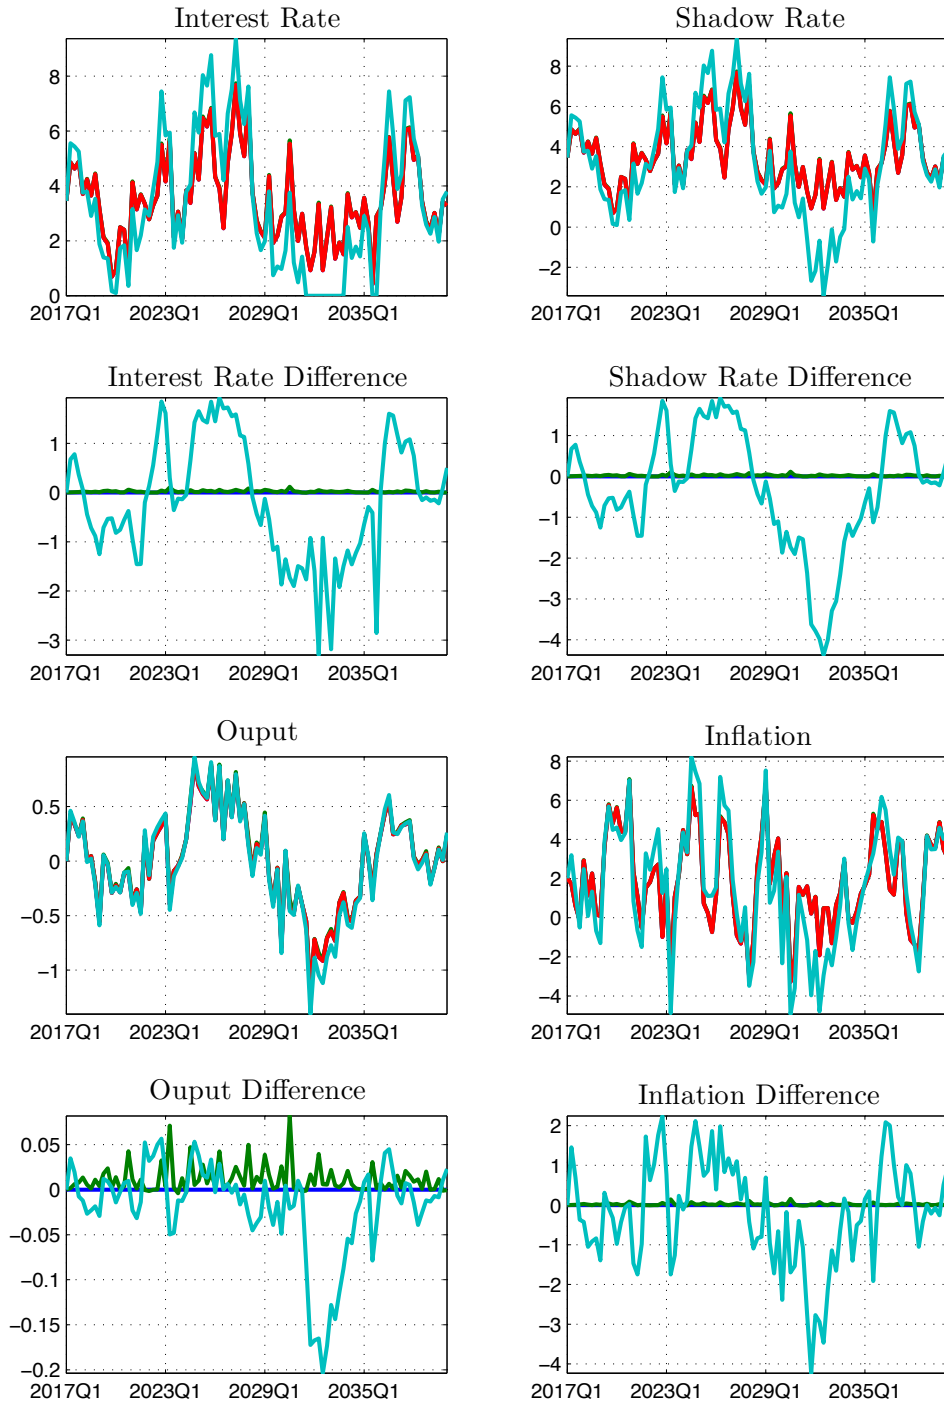 Interest Rate
Shadow Rate
8
6
4
2
0
2017Q1 2023Q1 2029Q1 2035Q1
8
6
4
2
0
−2
2017Q1 2023Q1 2029Q1 2035Q1
Interest Rate Difference
Shadow Rate Difference
1
0
−1
−2
−3
2017Q1 2023Q1 2029Q1 2035Q1
1
0
−1
−2
−3
−4
2017Q1 2023Q1 2029Q1 2035Q1
Ouput
Inflation
0.5
0
−0.5
−1
2017Q1 2023Q1 2029Q1 2035Q1
8
6
4
2
0
−2
−4
2017Q1 2023Q1 2029Q1 2035Q1
Ouput Difference
Inflation Difference
0.05
0
−0.05
−0.1
−0.15
−0.2
2017Q1 2023Q1 2029Q1 2035Q1
2
1
0
−1
−2
−3
−4
2017Q1 2023Q1 2029Q1 2035Q1